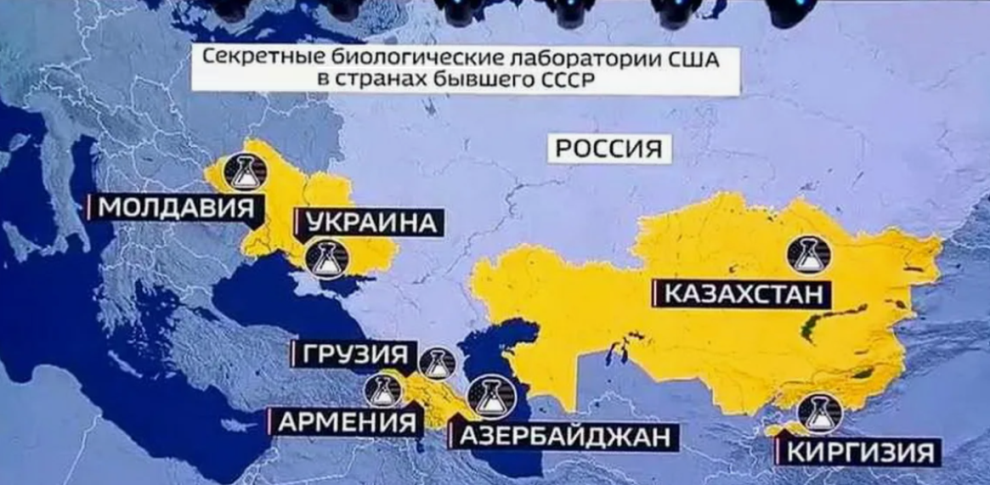 Секретные биологические лаборатории США
в странах бывшего СССР
РОССИЯ
МОЛДАВИЯ
УКРАИНА
КАЗАХСТАН
ГРУЗИЯ
АРМЕНИЯ
АЗЕРБАЙДЖАН
КИРГИЗИЯ